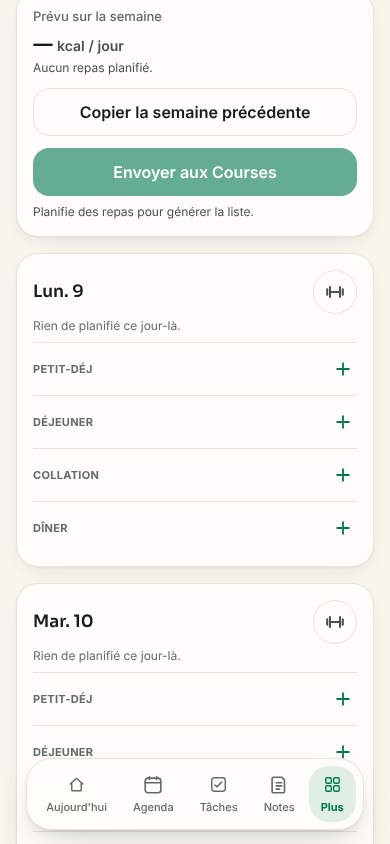 Prévu sur la semaine
— kcal / jour
Aucun repas planifié.
Copier la semaine précédente
Envoyer aux Courses
Planifie des repas pour générer la liste.
Lun. 9
Rien de planifié ce jour-là.
PETIT-DÉJ
DÉJEUNER
COLLATION
DÎNER
Mar. 10
Rien de planifié ce jour-là.
PETIT-DÉJ
DÉJEUNER
Aujourd'hui
Agenda
Tâches
Notes
Plus